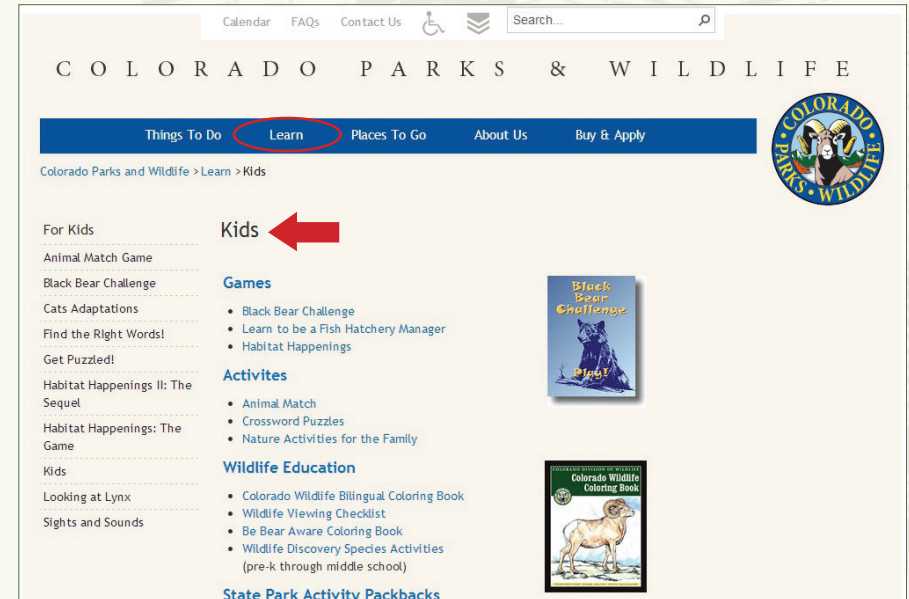 Calendar FAQs Contact Us Search...
COLORADO PARKS & WILDLIFE
Things To Do Learn Places To Go About Us Buy & Apply
COLORADO
PARKS • WILDLIFE
Colorado Parks and Wildlife > Learn > Kids
For Kids
Animal Match Game
Black Bear Challenge
Cats Adaptations
Find the RIght Words!
Get Puzzled!
Habitat Happenings II: The
Sequel
Habitat Happenings: The
Game
Kids
Looking at Lynx
Sights and Sounds
Kids
Games
• Black Bear Challenge
• Learn to be a Fish Hatchery Manager
• Habitat Happenings
Activites
• Animal Match
• Crossword Puzzles
• Nature Activities for the Family
Wildlife Education
• Colorado Wildlife Bilingual Coloring Book
• Wildlife Viewing Checklist
• Be Bear Aware Coloring Book
• Wildlife Discovery Species Activities
(pre-k through middle school)
State Park Activity Packbacks
Black
Bear
Challenge
Play!
COLORADO DIVISION OF WILDLIFE
Colorado Wildlife
Coloring Book